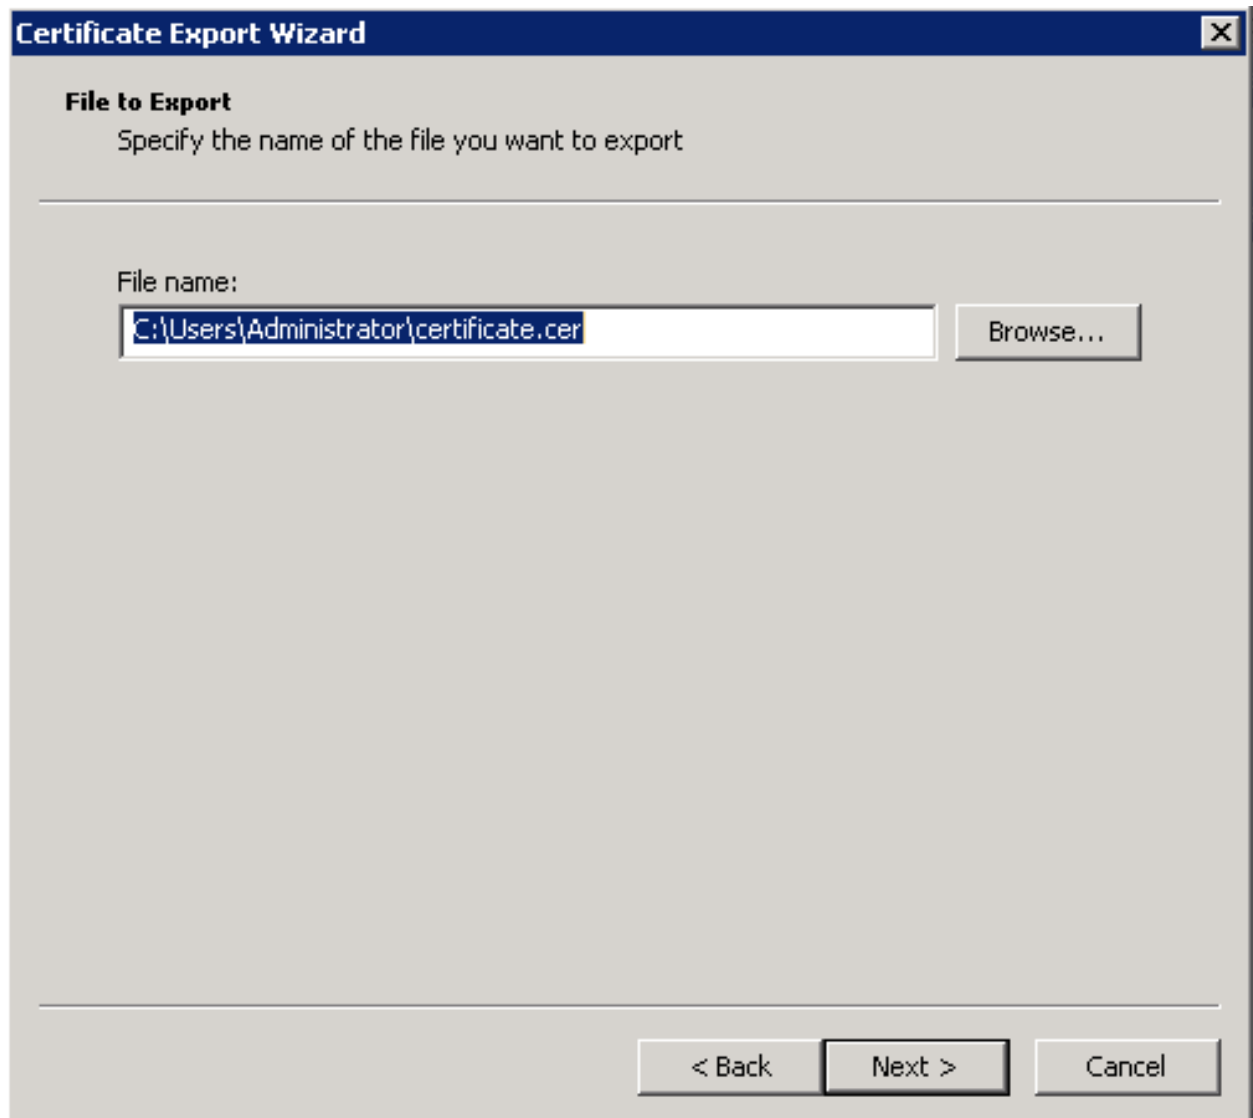 Certificate Export Wizard
File to Export
Specify the name of the file you want to export
File name:
C:\Users\Administrator\certificate.cer
Browse...
< Back
Next >
Cancel